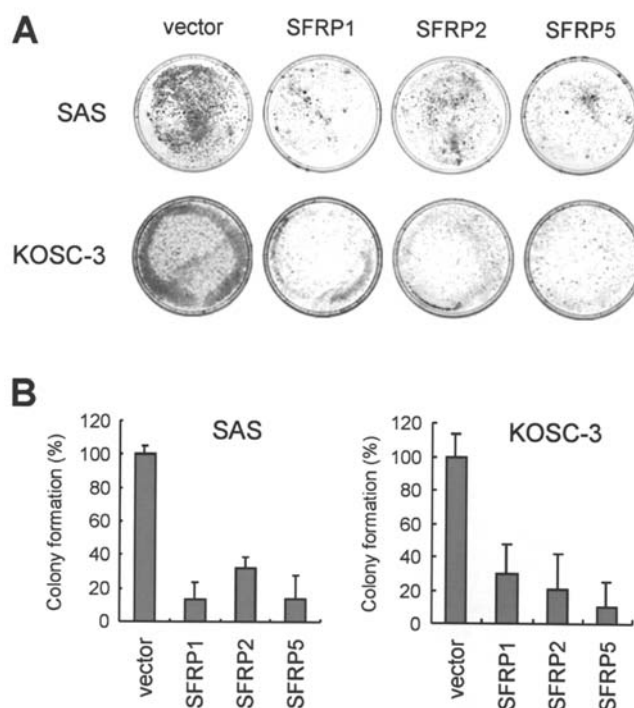 A
vector SFRP1 SFRP2 SFRP5
SAS
KOSC-3
B
SAS
Colony formation (%)
120
100
80
60
40
20
0
vector SFRP1 SFRP2 SFRP5
KOSC-3
Colony formation (%)
120
100
80
60
40
20
0
vector SFRP1 SFRP2 SFRP5